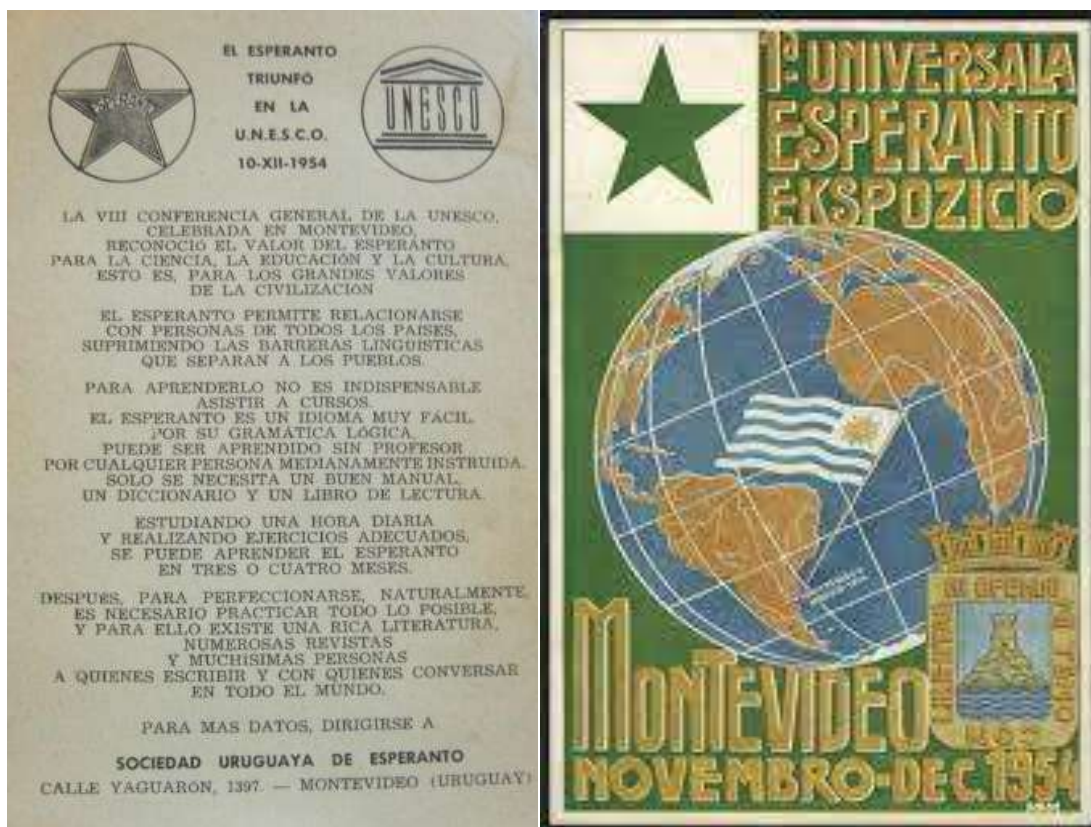 ESPERANTO
EL ESPERANTO
TRIUNFÓ
EN LA
U.N.E.S.C.O.
10-XII-1954
UNESCO
LA VIII CONFERENCIA GENERAL DE LA UNESCO,
CELEBRADA EN MONTEVIDEO,
RECONOCIÓ EL VALOR DEL ESPERANTO
PARA LA CIENCIA, LA EDUCACIÓN Y LA CULTURA,
ESTO ES, PARA LOS GRANDES VALORES
DE LA CIVILIZACIÓN
EL ESPERANTO PERMITE RELACIONARSE
CON PERSONAS DE TODOS LOS PAISES,
SUPRIMIENDO LAS BARRERAS LINGÜISTICAS
QUE SEPARAN A LOS PUEBLOS.
PARA APRENDERLO NO ES INDISPENSABLE
ASISTIR A CURSOS.
EL ESPERANTO ES UN IDIOMA MUY FÁCIL
POR SU GRAMATICA LÓGICA,
PUEDE SER APRENDIDO SIN PROFESOR
POR CUALQUIER PERSONA MEDIANAMENTE INSTRUIDA.
SOLO SE NECESITA UN BUEN MANUAL,
UN DICCIONARIO Y UN LIBRO DE LECTURA.
ESTUDIANDO UNA HORA DIARIA
Y REALIZANDO EJERCICIOS ADECUADOS,
SE PUEDE APRENDER EL ESPERANTO
EN TRES O CUATRO MESES.
DESPUES, PARA PERFECCIONARSE, NATURALMENTE,
ES NECESARIO PRACTICAR TODO LO POSIBLE,
Y PARA ELLO EXISTE UNA RICA LITERATURA,
NUMEROSAS REVISTAS
Y MUCHISIMAS PERSONAS
A QUIENES ESCRIBIR Y CON QUIENES CONVERSAR
EN TODO EL MUNDO.
PARA MAS DATOS, DIRIGIRSE A
SOCIEDAD URUGUAYA DE ESPERANTO
CALLE YAGUARON, 1397. — MONTEVIDEO (URUGUAY)
1ª UNIVERSALA
ESPERANTO
EKSPOZICIO
MONTEVIDEO
NOVEMBRO-DEC. 1954